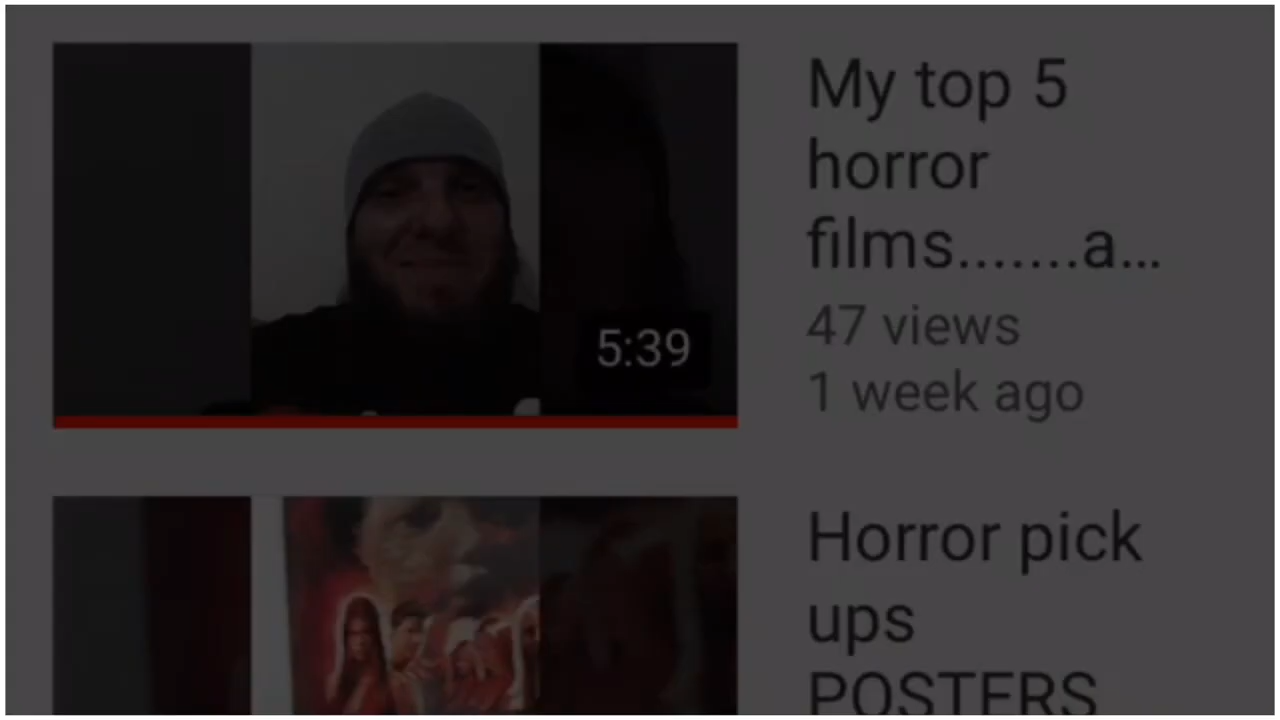 My top 5
horror
films.......a...
5:39
47 views
1 week ago
Horror pick
ups
POSTERS